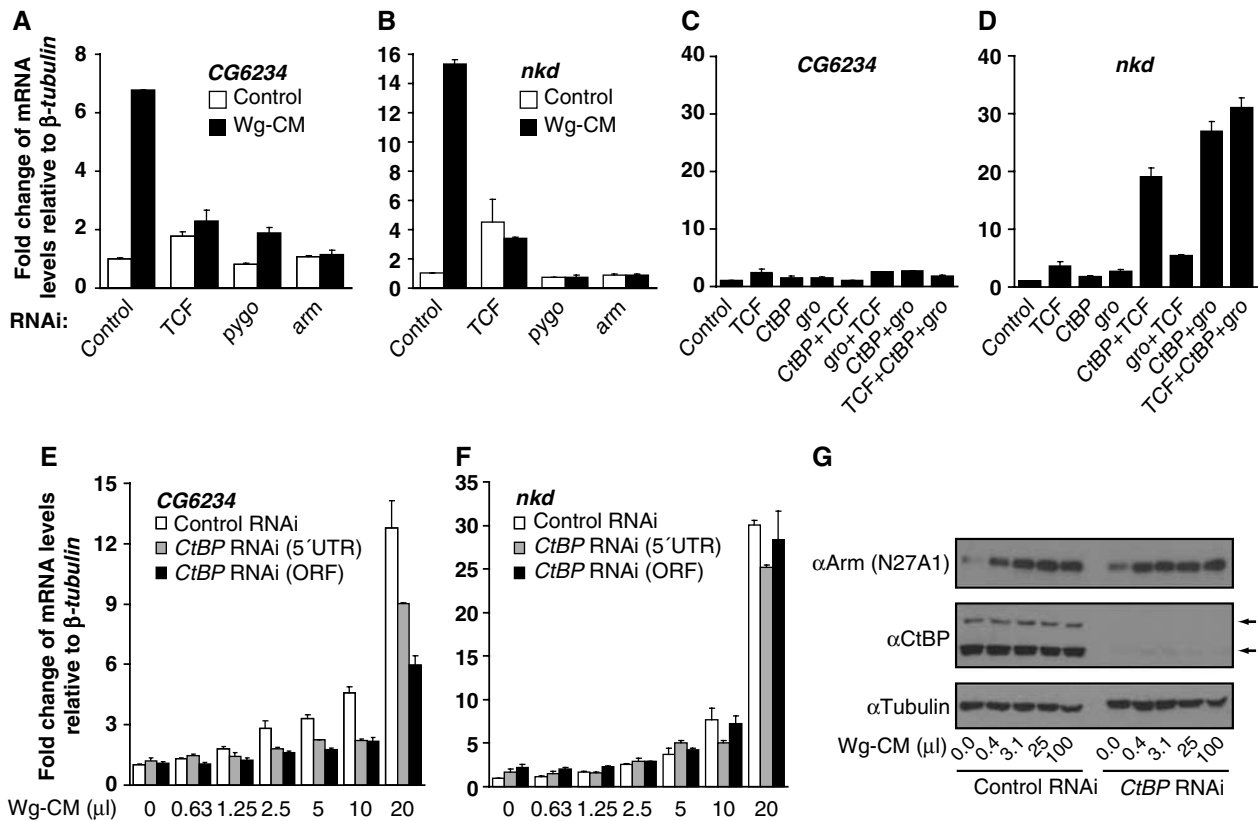 A
Fold change of mRNA
levels relative to β-tubulin
8
6
4
2
0
CG6234
Control
Wg-CM
RNAi:
Control
TCF
pygo
arm
B
16
14
12
10
8
6
4
2
0
nkd
Control
Wg-CM
Control
TCF
pygo
arm
C
40
30
20
10
0
CG6234
Control
TCF
CtBP
gro
CtBP+TCF
gro+TCF
CtBP+gro
TCF+CtBP+gro
D
40
30
20
10
0
nkd
Control
TCF
CtBP
gro
CtBP+TCF
gro+TCF
CtBP+gro
TCF+CtBP+gro
E
Fold change of mRNA levels
relative to β-tubulin
15
12
9
6
3
0
CG6234
Control RNAi
CtBP RNAi (5´UTR)
CtBP RNAi (ORF)
Wg-CM (μl)
0 0.63 1.25 2.5 5 10 20
F
35
30
25
20
15
10
5
0
nkd
Control RNAi
CtBP RNAi (5´UTR)
CtBP RNAi (ORF)
0 0.63 1.25 2.5 5 10 20
G
αArm (N27A1)
αCtBP
αTubulin
Wg-CM (μl)
0.0 0.4 3.1 25 100 0.0 0.4 3.1 25 100
Control RNAi CtBP RNAi